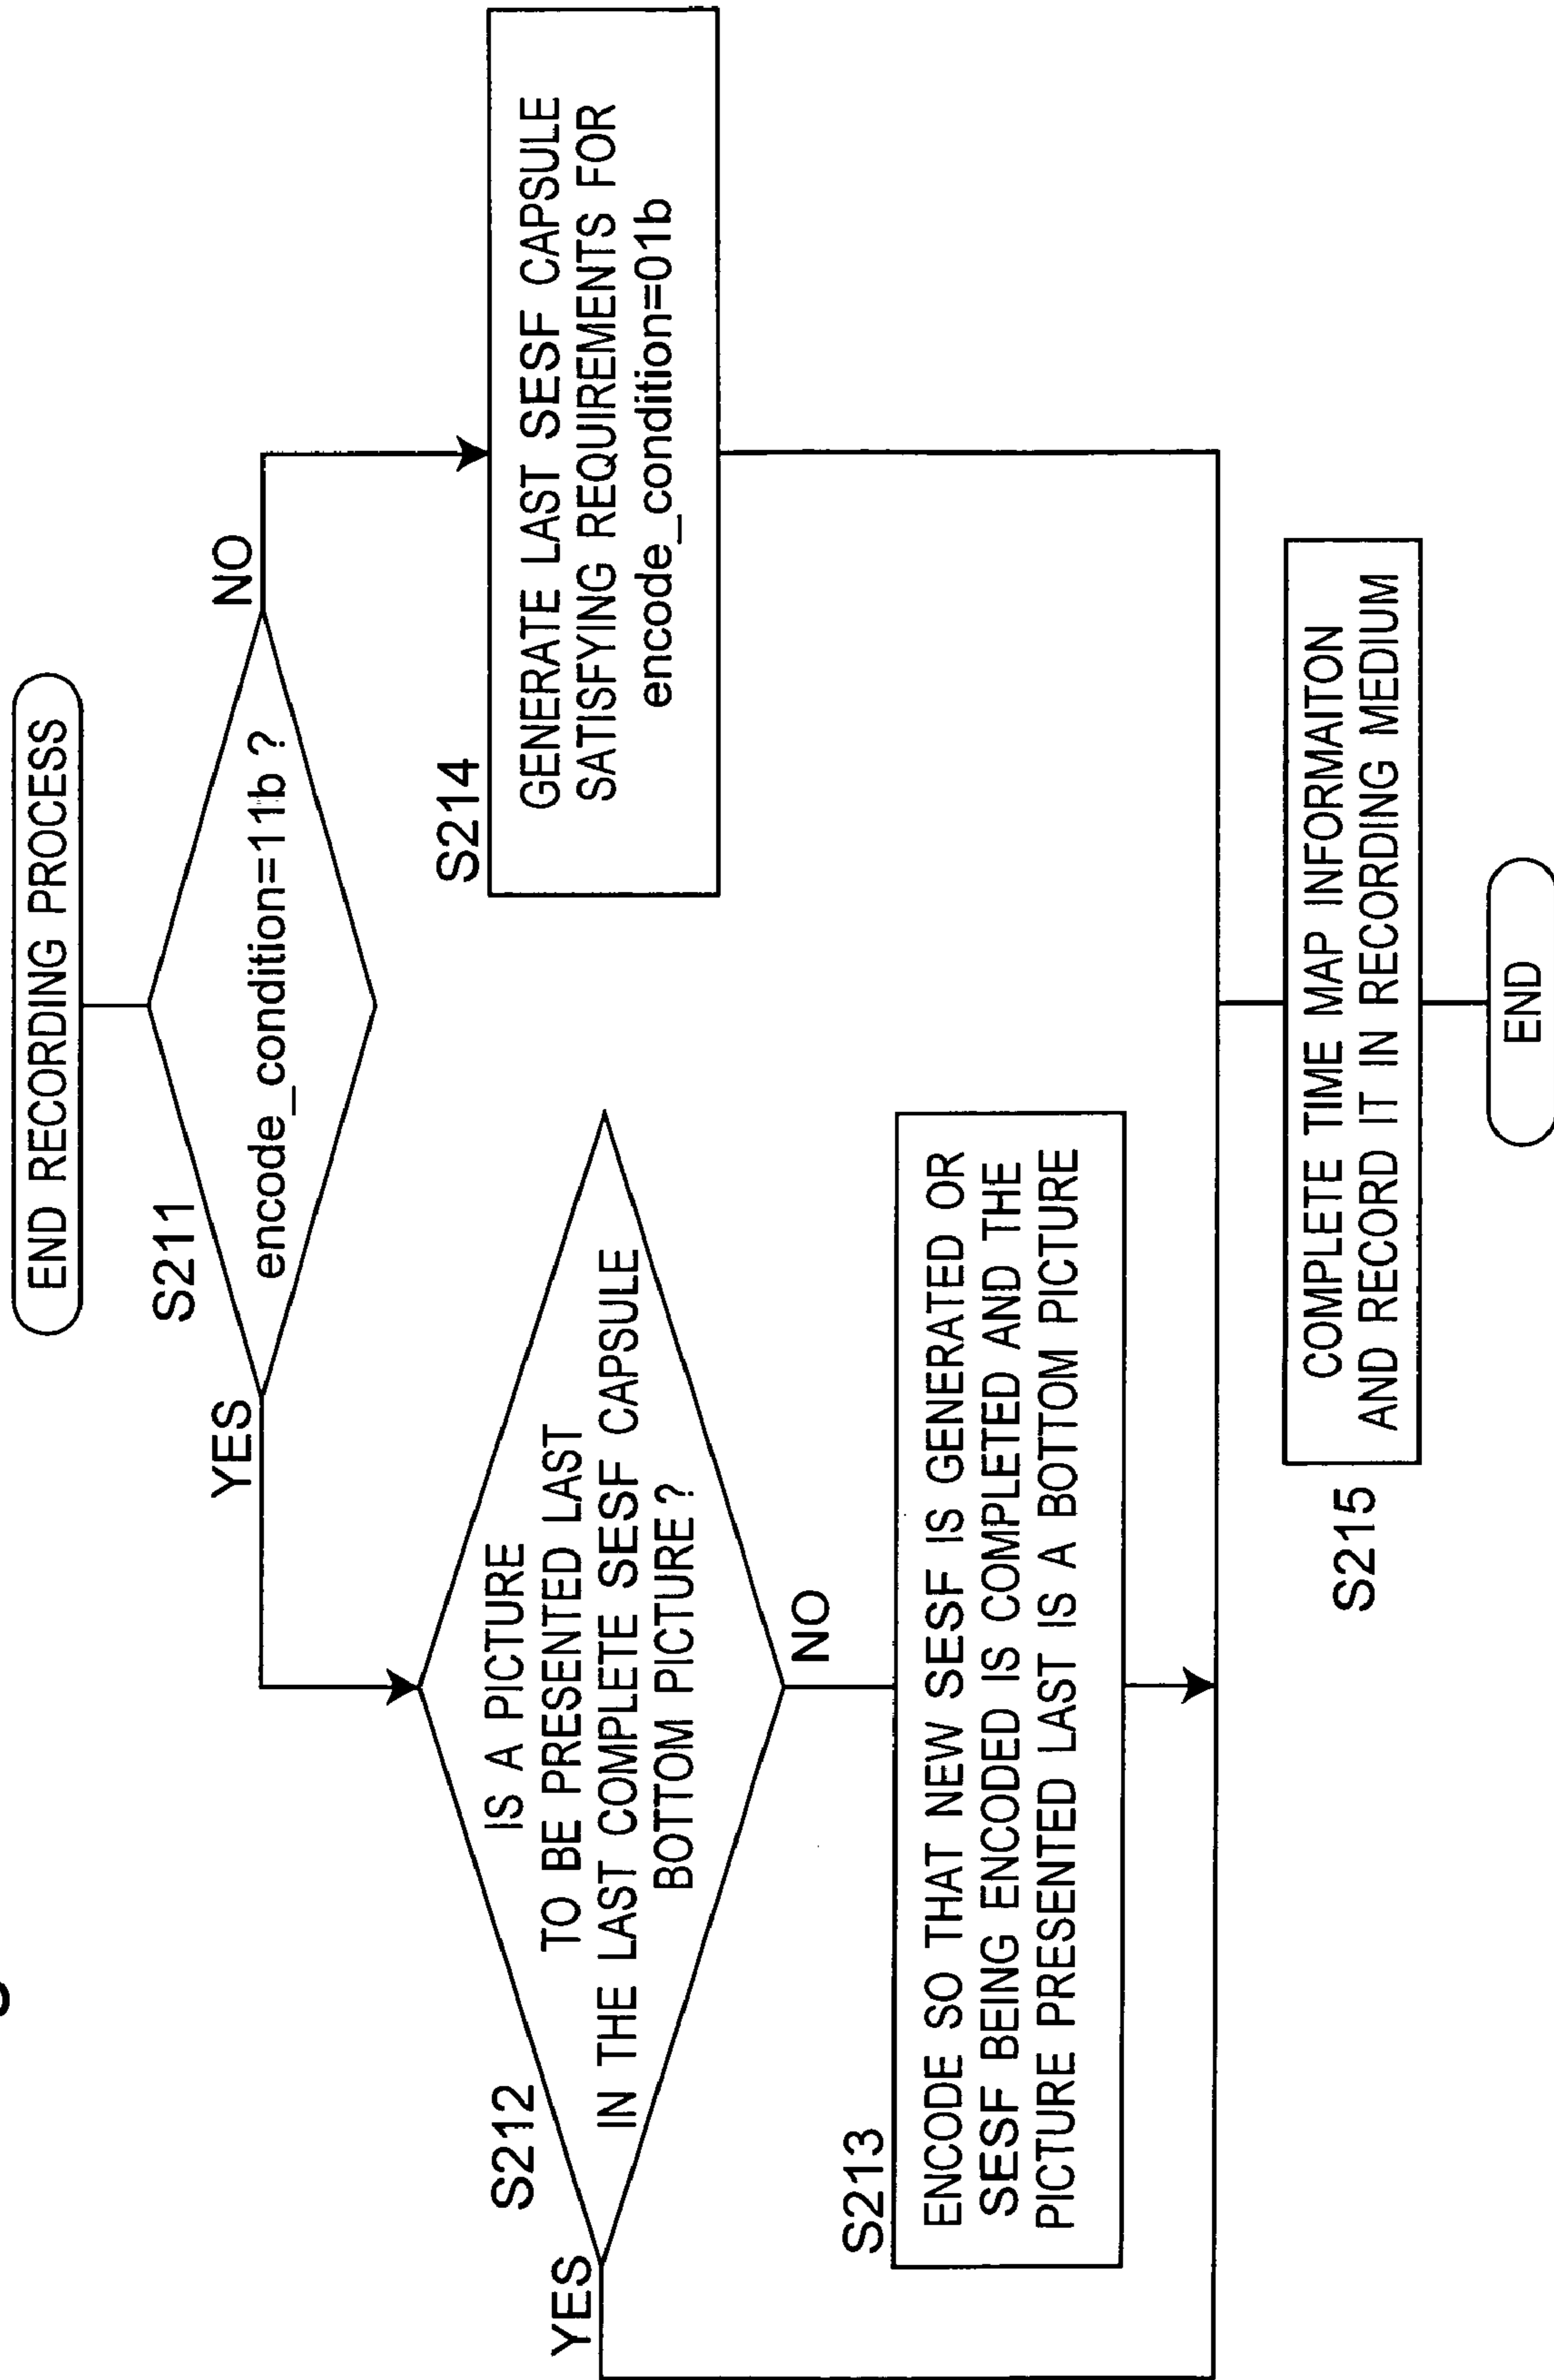 END RECORDING PROCESS
S211
encode_condition=11b ?
YES
NO
S212
IS A PICTURE
TO BE PRESENTED LAST
IN THE LAST COMPLETE SESF CAPSULE
BOTTOM PICTURE ?
YES
NO
S214
GENERATE LAST SESF CAPSULE
SATISFYING REQUIREMENTS FOR
encode_condition=01b
S213
ENCODE SO THAT NEW SESF IS GENERATED OR
SESF BEING ENCODED IS COMPLETED AND THE
PICTURE PRESENTED LAST IS A BOTTOM PICTURE
S215
COMPLETE TIME MAP INFORMAITON
AND RECORD IT IN RECORDING MEDIUM
END